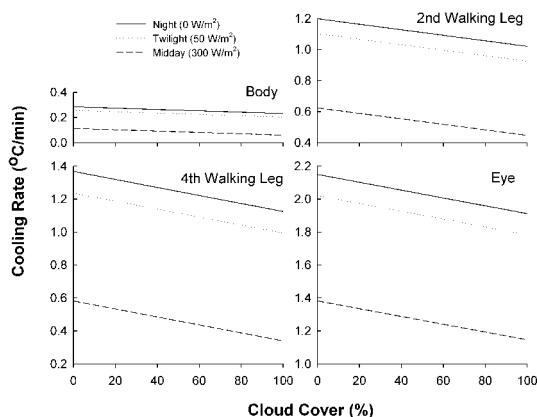 Night (0 W/m²)
Twilight (50 W/m²)
Midday (300 W/m²)
2nd Walking Leg
1.2
1.0
0.8
0.6
0.4
Body
0.4
0.2
0.0
4th Walking Leg
1.4
1.2
1.0
0.8
0.6
0.4
0.2
0 20 40 60 80 100
Eye
2.2
2.0
1.8
1.6
1.4
1.2
1.0
0 20 40 60 80 100
Cooling Rate (°C/min)
Cloud Cover (%)